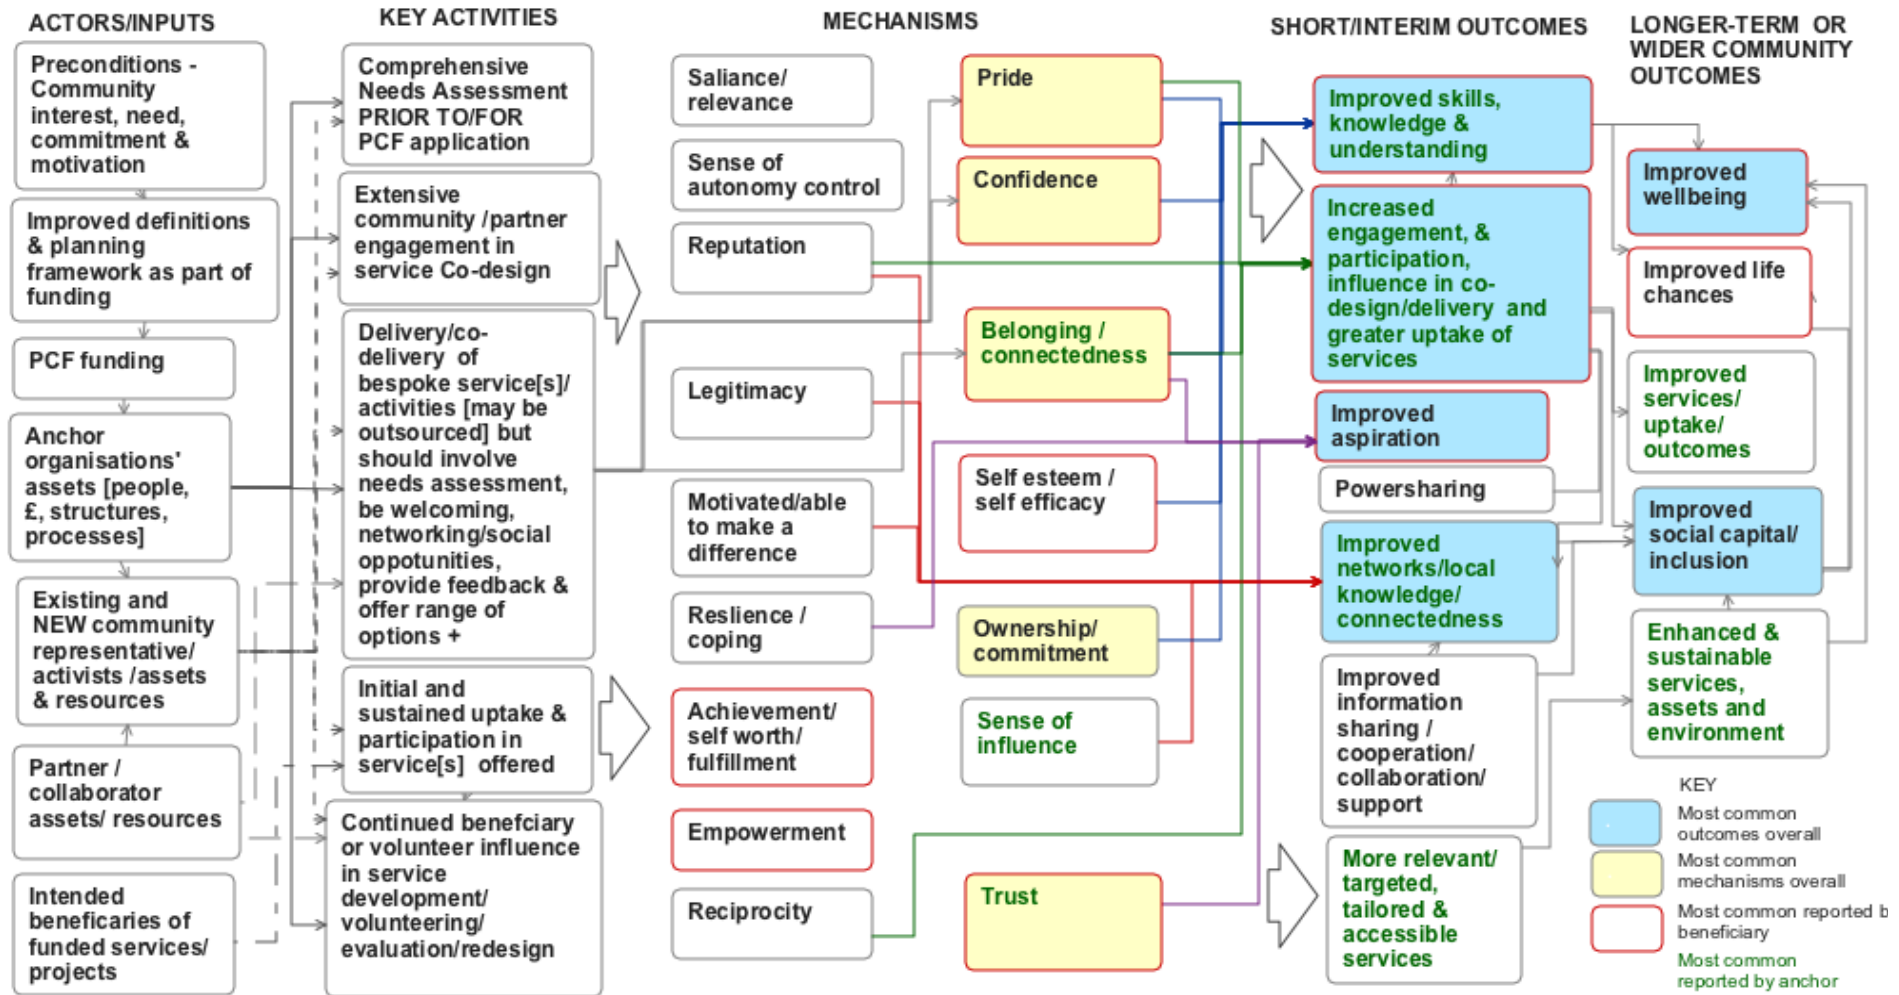 ACTORS/INPUTS
Preconditions -
Community
interest, need,
commitment &
motivation
Improved definitions
& planning
framework as part of
funding
PCF funding
Anchor
organisations'
assets [people,
£, structures,
processes]
Existing and
NEW community
representative/
activists /assets
& resources
Partner /
collaborator
assets/ resources
Intended
beneficaries of
funded services/
projects
KEY ACTIVITIES
Comprehensive
Needs Assessment
PRIOR TO/FOR
PCF application
Extensive
community /partner
engagement in
service Co-design
Delivery/co-
delivery of
bespoke service[s]/
activities [may be
outsourced] but
should involve
needs assessment,
be welcoming,
networking/social
oppotunities,
provide feedback &
offer range of
options +
Initial and
sustained uptake &
participation in
service[s] offered
Continued benefciary
or volunteer influence
in service
development/
volunteering/
evaluation/redesign
MECHANISMS
Saliance/
relevance
Sense of
autonomy control
Reputation
Legitimacy
Motivated/able
to make a
difference
Reslience /
coping
Achievement/
self worth/
fulfillment
Empowerment
Reciprocity
Pride
Confidence
Belonging /
connectedness
Self esteem /
self efficacy
Ownership/
commitment
Sense of
influence
Trust
SHORT/INTERIM OUTCOMES
Improved skills,
knowledge &
understanding
Increased
engagement, &
participation,
influence in co-
design/delivery and
greater uptake of
services
Improved
aspiration
Powersharing
Improved
networks/local
knowledge/
connectedness
Improved
information
sharing /
cooperation/
collaboration/
support
More relevant/
targeted,
tailored &
accessible
services
LONGER-TERM OR
WIDER COMMUNITY
OUTCOMES
Improved
wellbeing
Improved life
chances
Improved
services/
uptake/
outcomes
Improved
social capital/
inclusion
Enhanced &
sustainable
services,
assets and
environment
KEY
Most common
outcomes overall
Most common
mechanisms overall
Most common reported b
beneficiary
Most common
reported by anchor